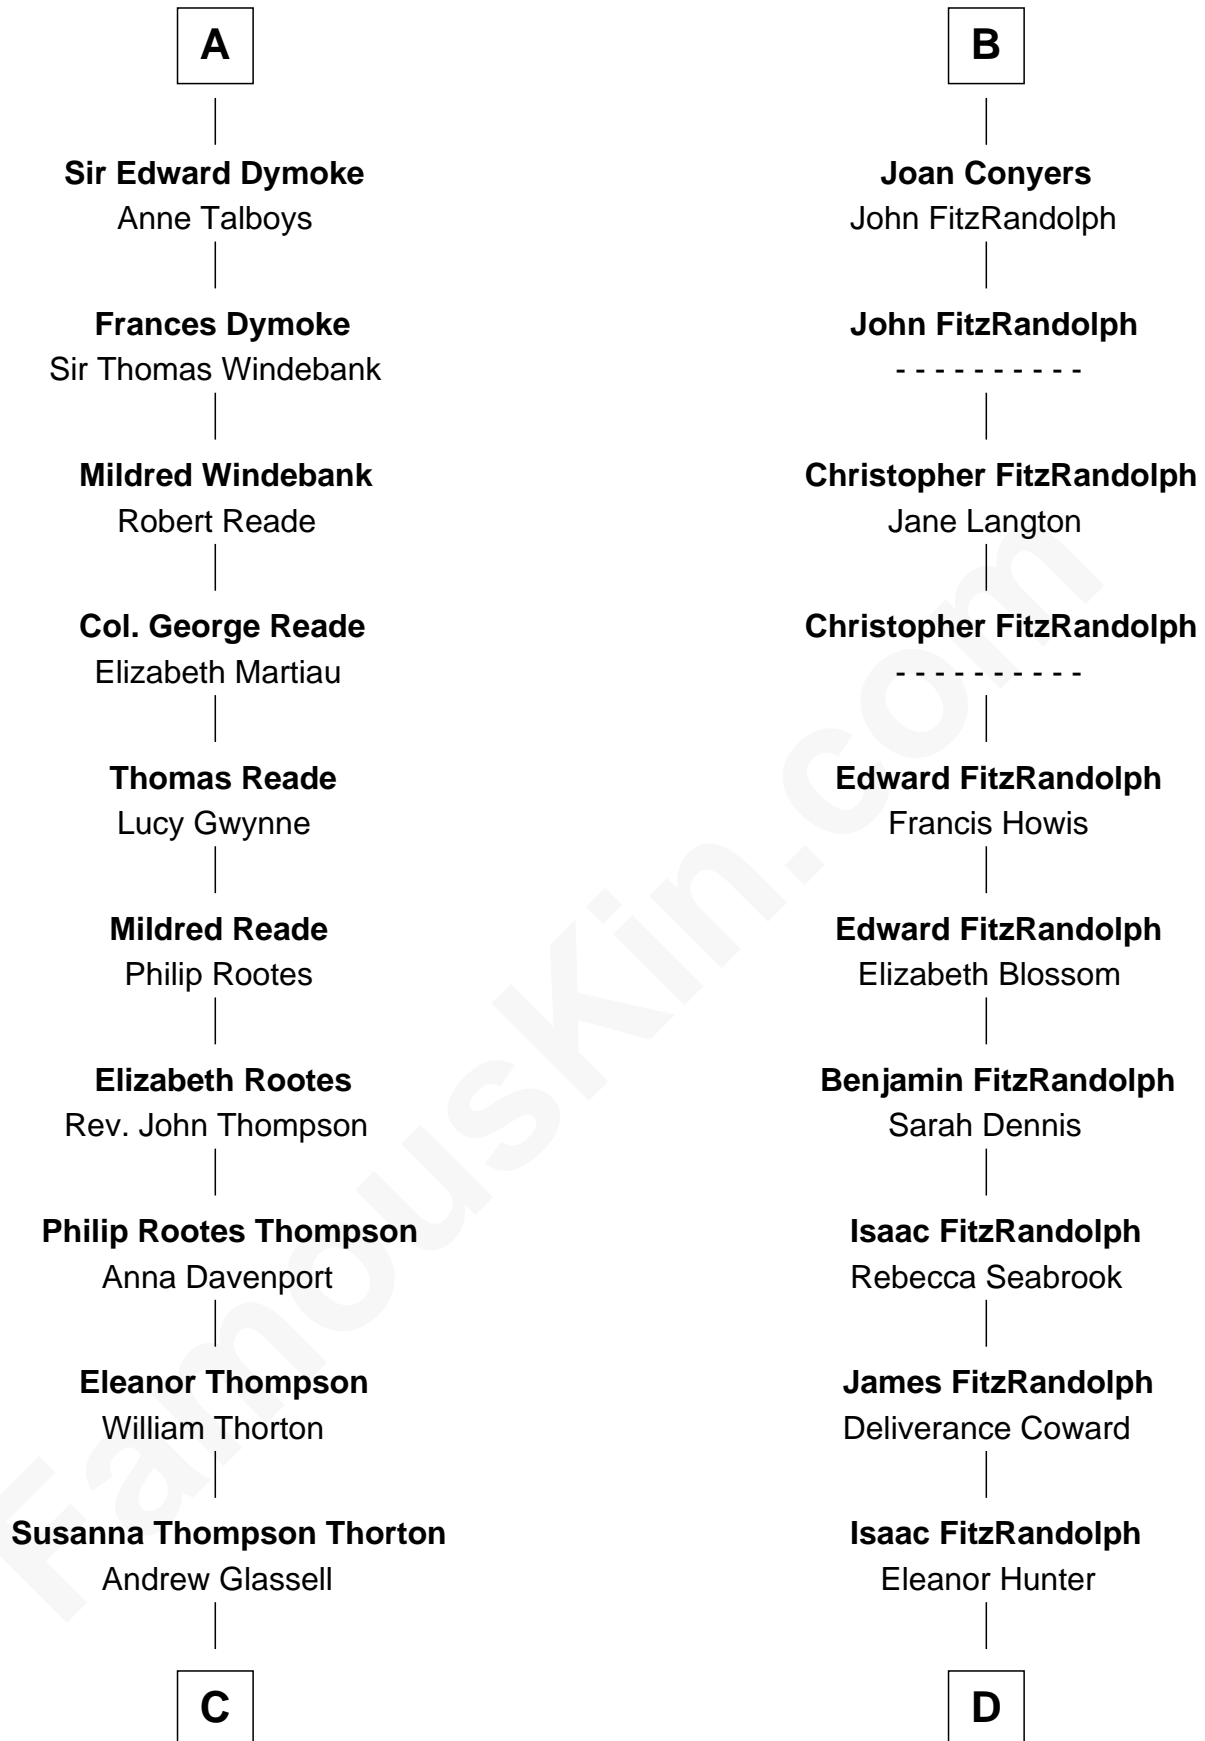 A
Sir Edward Dymoke
Anne Talboys
Frances Dymoke
Sir Thomas Windebank
Mildred Windebank
Robert Reade
Col. George Reade
Elizabeth Martiau
Thomas Reade
Lucy Gwynne
Mildred Reade
Philip Rootes
Elizabeth Rootes
Rev. John Thompson
Philip Rootes Thompson
Anna Davenport
Eleanor Thompson
William Thorton
Susanna Thompson Thorton
Andrew Glassell
C
B
Joan Conyers
John FitzRandolph
John FitzRandolph
- - - - - - - - - -
Christopher FitzRandolph
Jane Langton
Christopher FitzRandolph
- - - - - - - - - -
Edward FitzRandolph
Francis Howis
Edward FitzRandolph
Elizabeth Blossom
Benjamin FitzRandolph
Sarah Dennis
Isaac FitzRandolph
Rebecca Seabrook
James FitzRandolph
Deliverance Coward
Isaac FitzRandolph
Eleanor Hunter
D
FamousKin.com